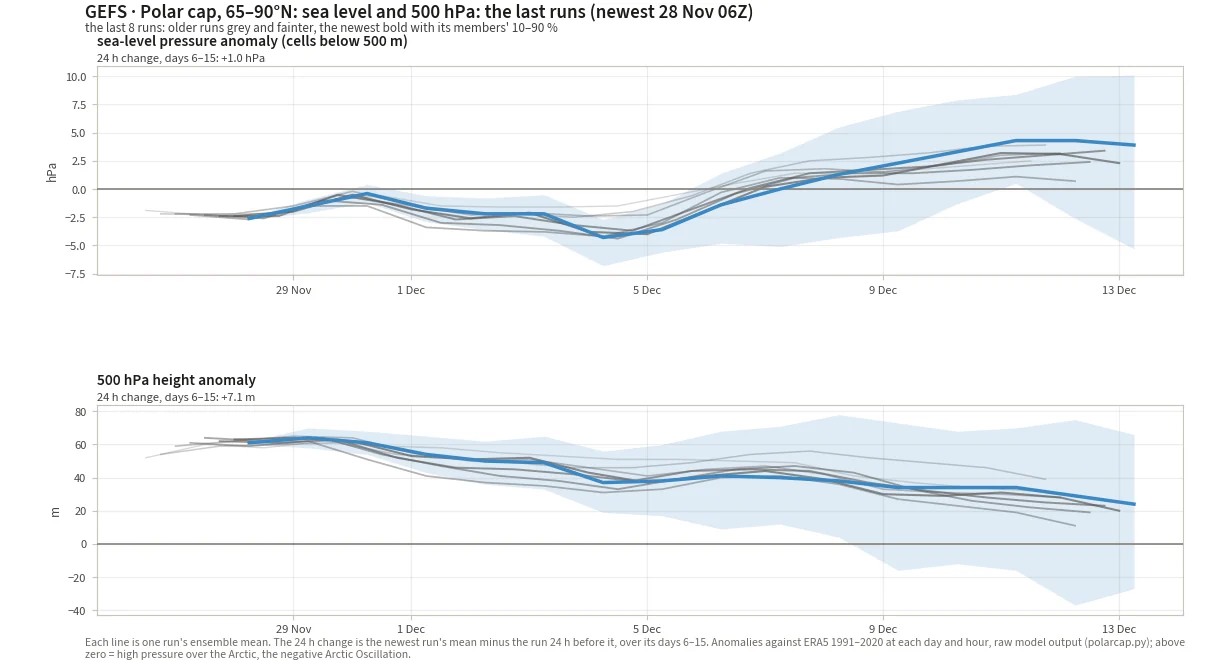 GEFS · Polar cap, 65–90°N: sea level and 500 hPa: the last runs (newest 28 Nov 06Z)
the last 8 runs: older runs grey and fainter, the newest bold with its members' 10–90 %
sea-level pressure anomaly (cells below 500 m)
24 h change, days 6–15: +1.0 hPa
10.0
7.5
5.0
2.5
0.0
−2.5
−5.0
−7.5
hPa
29 Nov
1 Dec
5 Dec
9 Dec
13 Dec
500 hPa height anomaly
24 h change, days 6–15: +7.1 m
80
60
40
20
0
−20
−40
m
29 Nov
1 Dec
5 Dec
9 Dec
13 Dec
Each line is one run's ensemble mean. The 24 h change is the newest run's mean minus the run 24 h before it, over its days 6–15. Anomalies against ERA5 1991–2020 at each day and hour, raw model output (polarcap.py); above
zero = high pressure over the Arctic, the negative Arctic Oscillation.